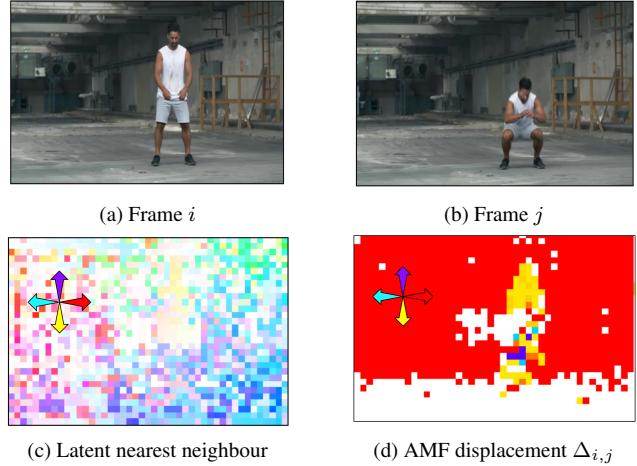 (a) Frame i
(b) Frame j
(c) Latent nearest neighbour
(d) AMF displacement Δi,j